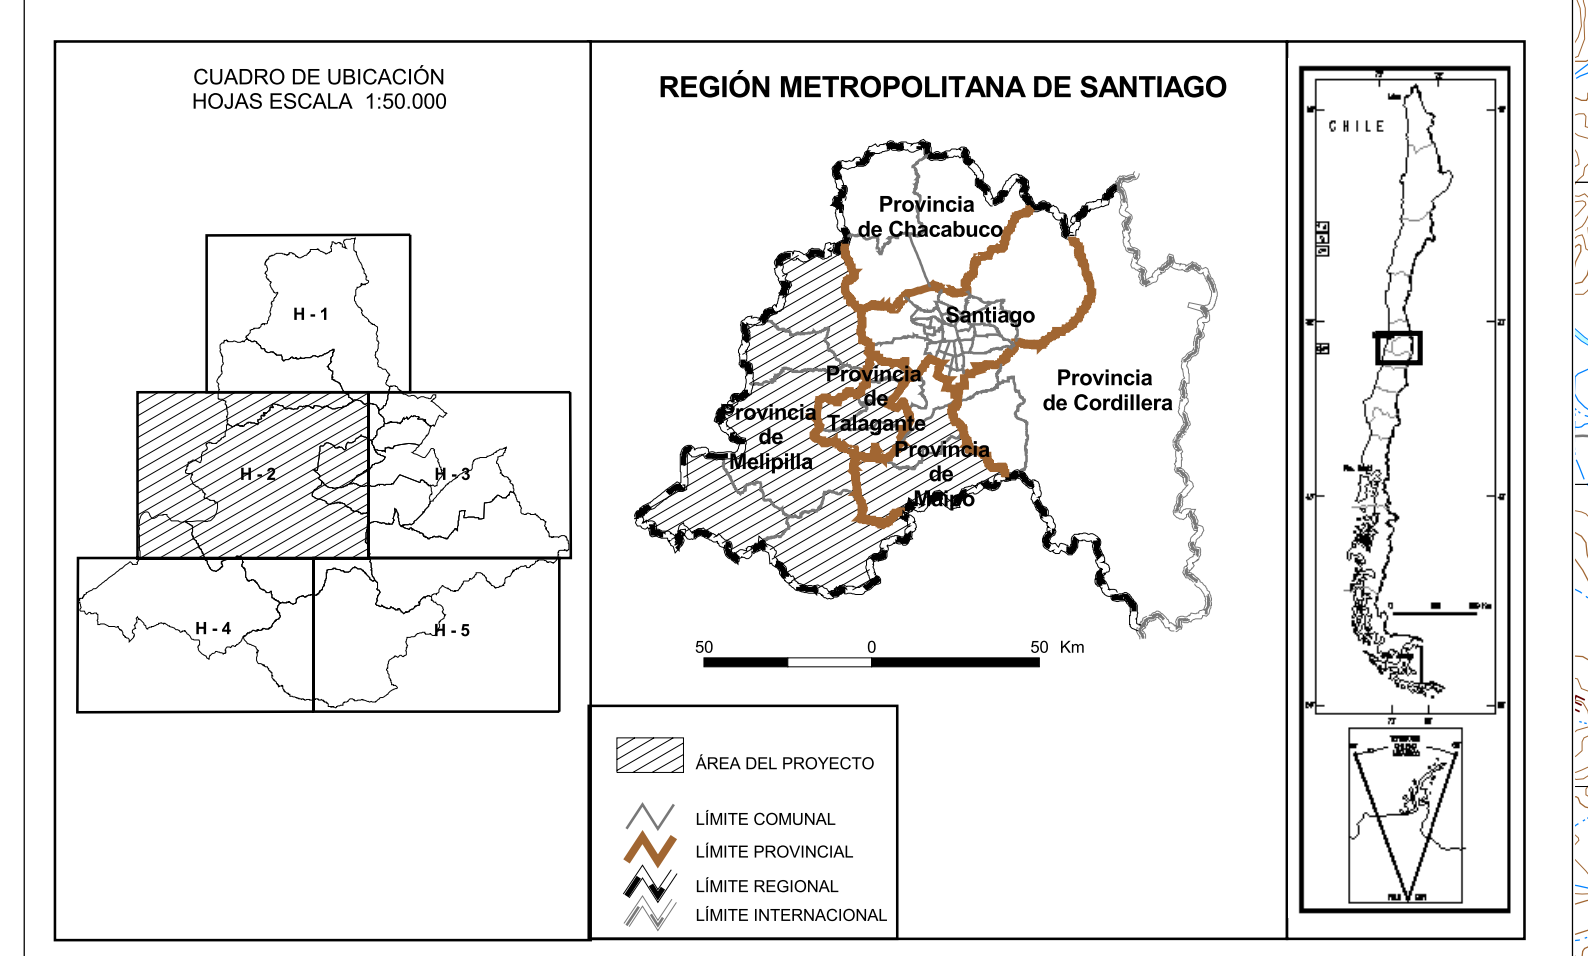 CUADRO DE UBICACIÓN
HOJAS ESCALA 1:50.000
H - 1
H - 2
H - 3
H - 4
H - 5
REGIÓN METROPOLITANA DE SANTIAGO
Provincia
de Chacabuco
Santiago
Provincia
de
Talagante
Provincia
de Cordillera
Provincia
de
Melipilla
Provincia
de
Maipo
50
0
50 Km
ÁREA DEL PROYECTO
LÍMITE COMUNAL
LÍMITE PROVINCIAL
LÍMITE REGIONAL
LÍMITE INTERNACIONAL
CHILE